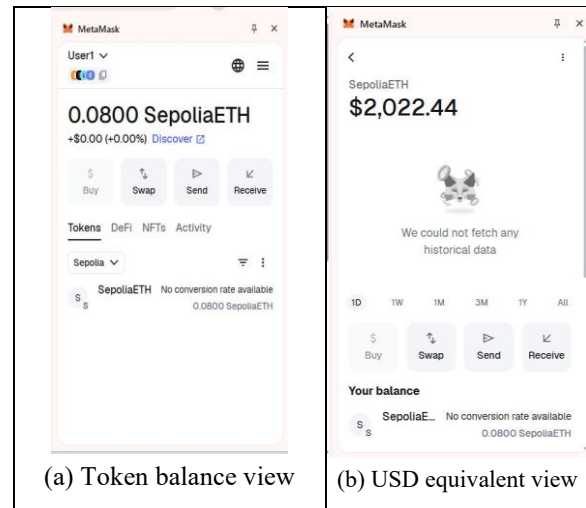 MetaMask
User1
0.0800 SepoliaETH
+$0.00 (+0.00%) Discover
$
Buy
Swap
Send
Receive
Tokens DeFi NFTs Activity
Sepolia
S
S
SepoliaETH No conversion rate available
0.0800 SepoliaETH
(a) Token balance view
MetaMask
SepoliaETH
$2,022.44
We could not fetch any
historical data
1D 1W 1M 3M 1Y All
$
Buy Swap Send Receive
Your balance
S
S
SepoliaE... No conversion rate available
0.0800 SepoliaETH
(b) USD equivalent view